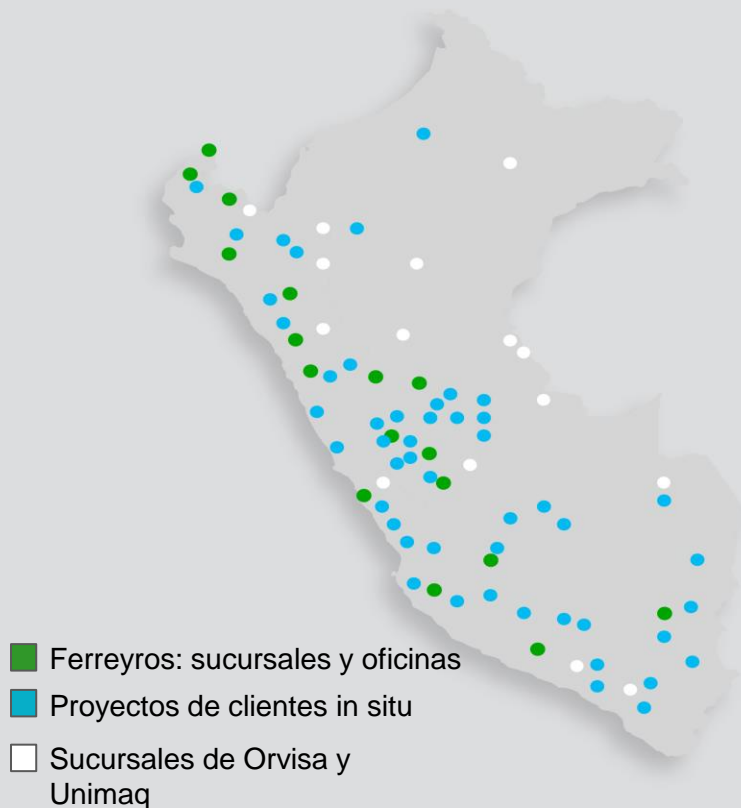 Ferreyros: sucursales y oficinas
Proyectos de clientes in situ
Sucursales de Orvisa y
Unimaq